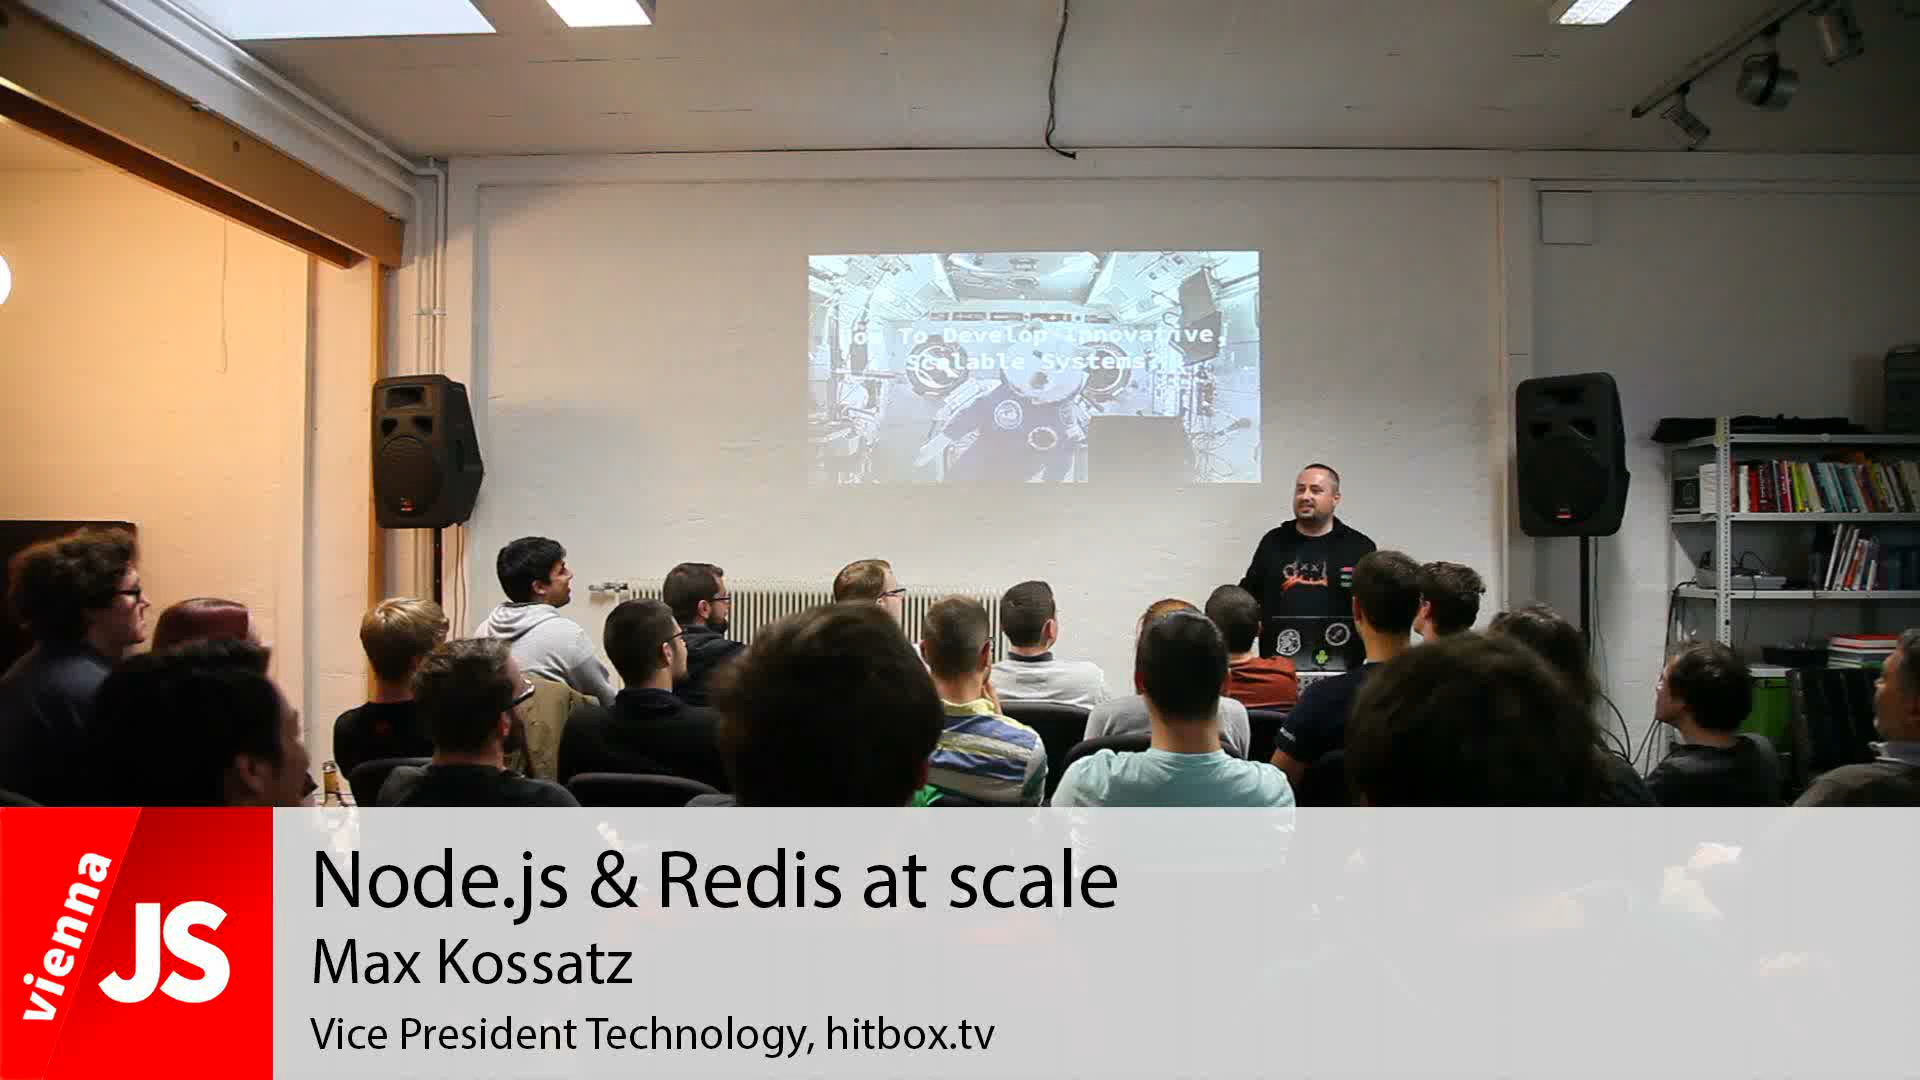 How To Develop Innovative,
Scalable Systems?
vienna
JS
Node.js & Redis at scale
Max Kossatz
Vice President Technology, hitbox.tv